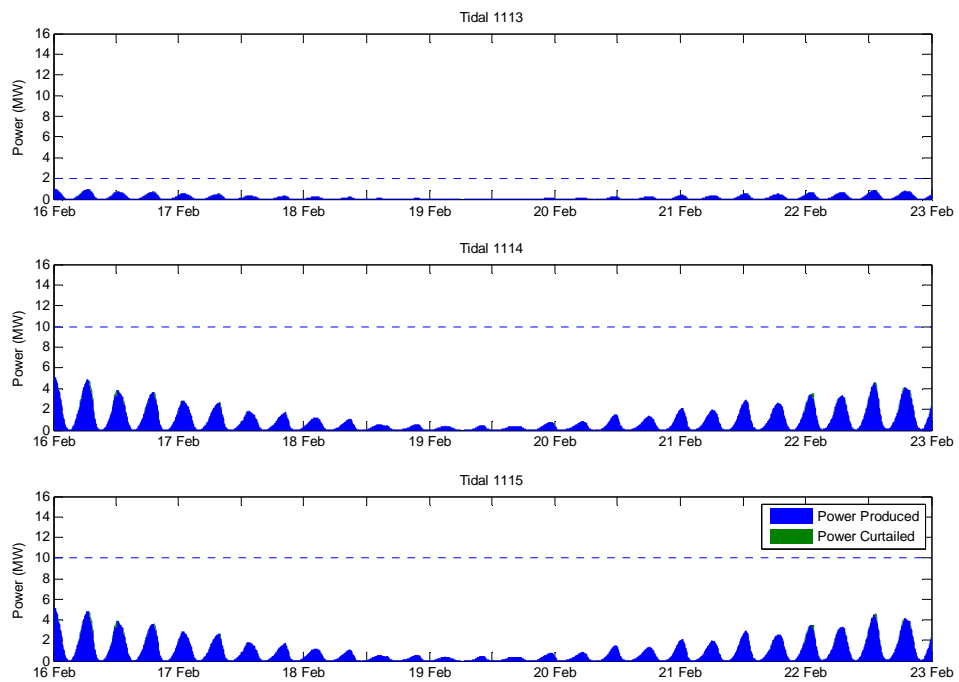 Tidal 1113
16
14
12
10
8
6
4
2
0
Power (MW)
16 Feb 17 Feb 18 Feb 19 Feb 20 Feb 21 Feb 22 Feb 23 Feb
Tidal 1114
16
14
12
10
8
6
4
2
0
Power (MW)
16 Feb 17 Feb 18 Feb 19 Feb 20 Feb 21 Feb 22 Feb 23 Feb
Tidal 1115
16
14
12
10
8
6
4
2
0
Power (MW)
Power Produced
Power Curtailed
16 Feb 17 Feb 18 Feb 19 Feb 20 Feb 21 Feb 22 Feb 23 Feb